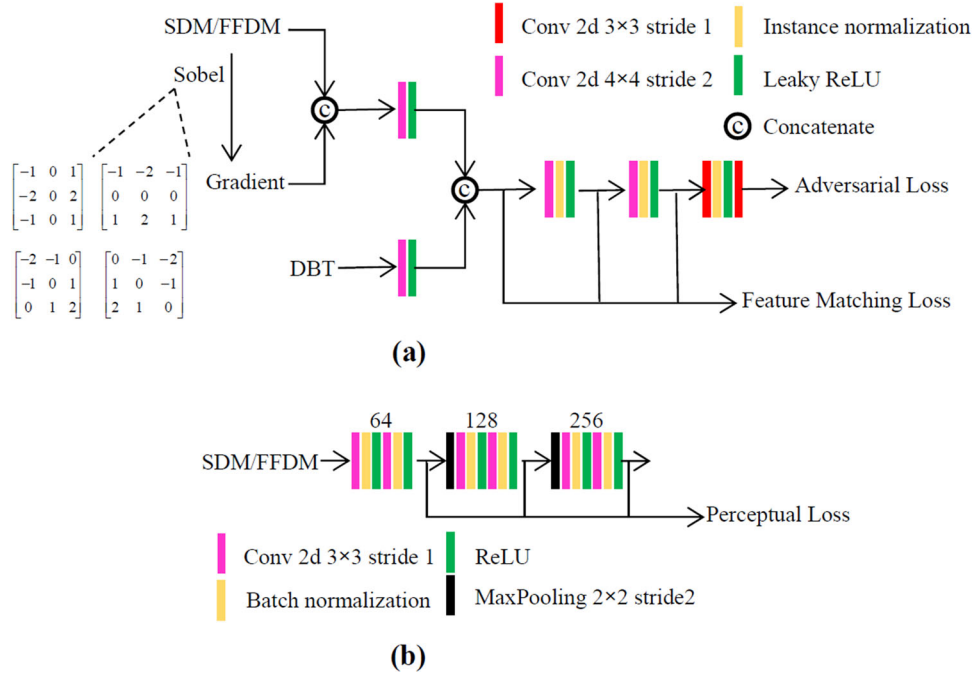 SDM/FFDM
Conv 2d 3×3 stride 1
Instance normalization
Sobel
Conv 2d 4×4 stride 2
Leaky ReLU
C
C Concatenate
−1 0 1
−2 0 2
−1 0 1
−1 −2 −1
0 0 0
1 2 1
Gradient
C
Adversarial Loss
−2 −1 0
−1 0 1
0 1 2
0 −1 −2
1 0 −1
2 1 0
DBT
Feature Matching Loss
(a)
64
128
256
SDM/FFDM
Perceptual Loss
Conv 2d 3×3 stride 1
ReLU
Batch normalization
MaxPooling 2×2 stride2
(b)